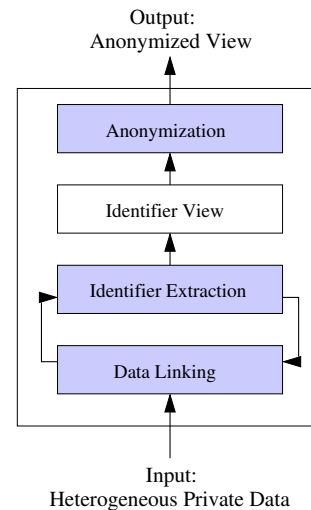 Output:
Anonymized View
Anonymization
Identifier View
Identifier Extraction
Data Linking
Input:
Heterogeneous Private Data